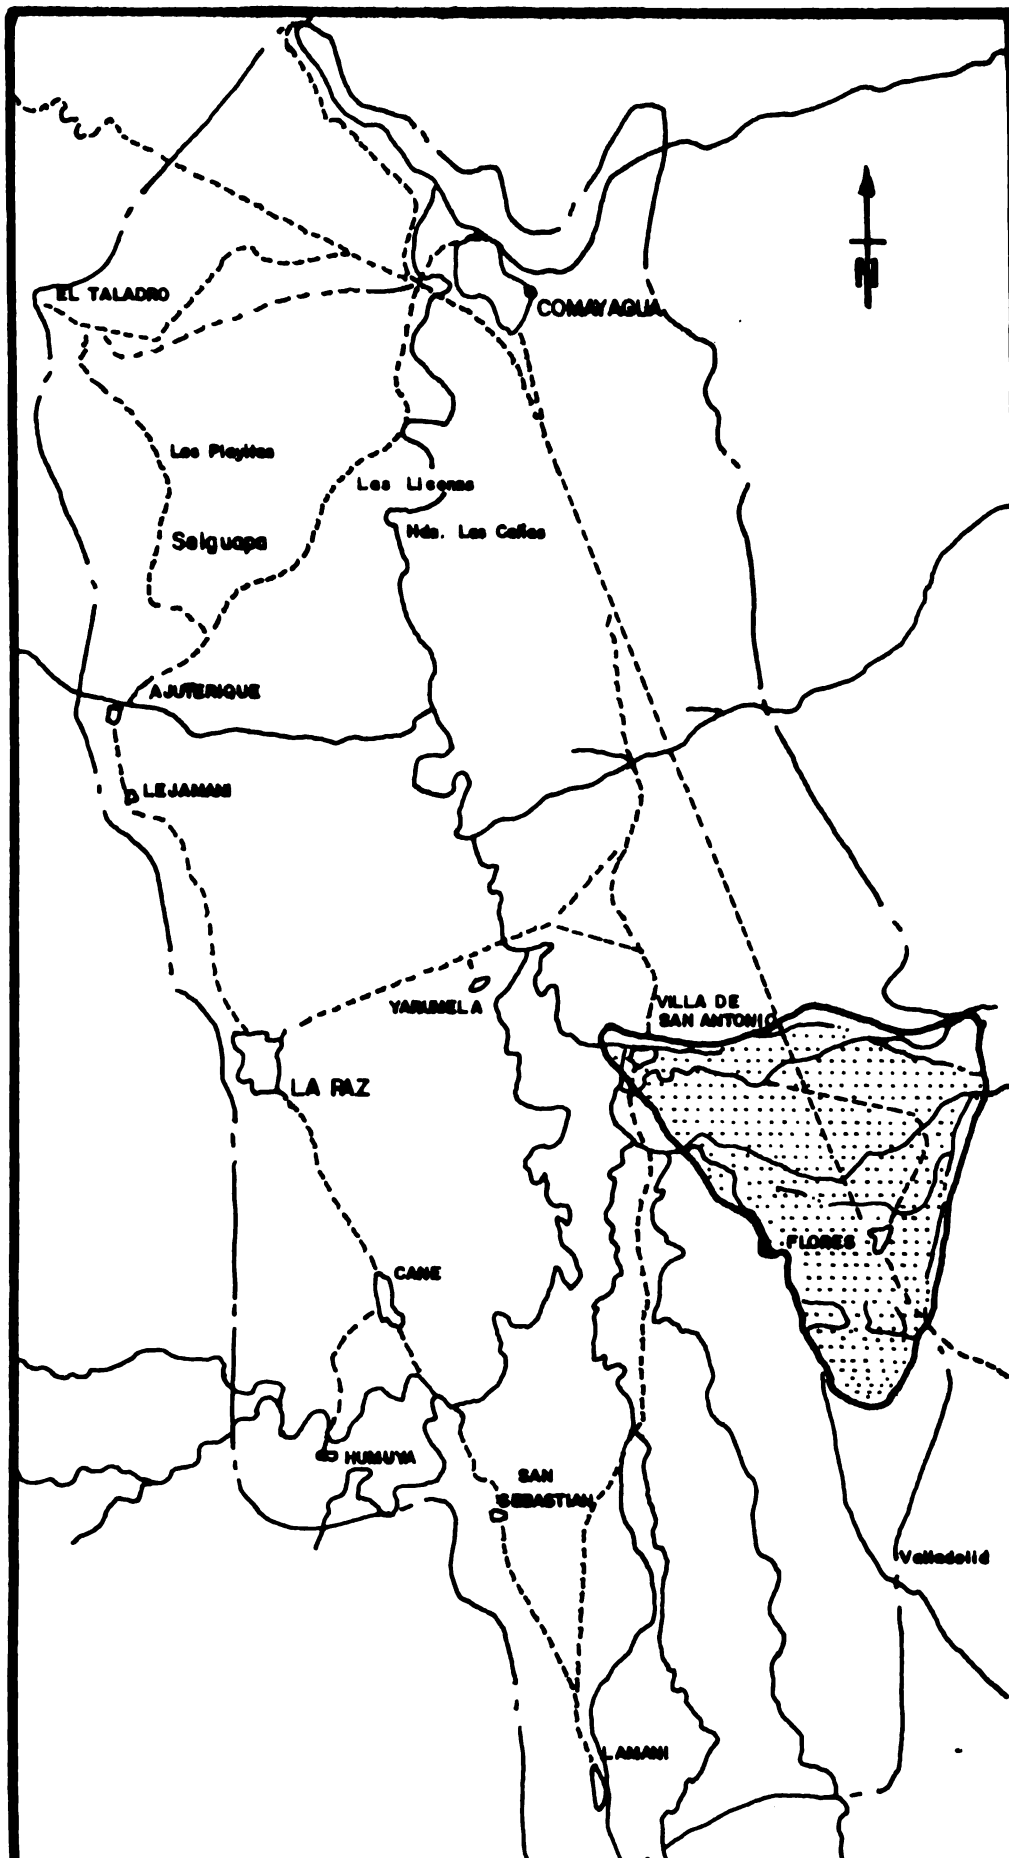 N
EL TALADRO
COMAYAGUA
Las Playitas
Las Liconas
Hda. Las Cañas
Selguapa
AJUTERIQUE
LEJAMANI
YARUMELA
VILLA DE
SAN ANTONIO
LA PAZ
FLORES
CANE
HUMUYA
SAN
SEBASTIAN
Valladolid
LAMANI